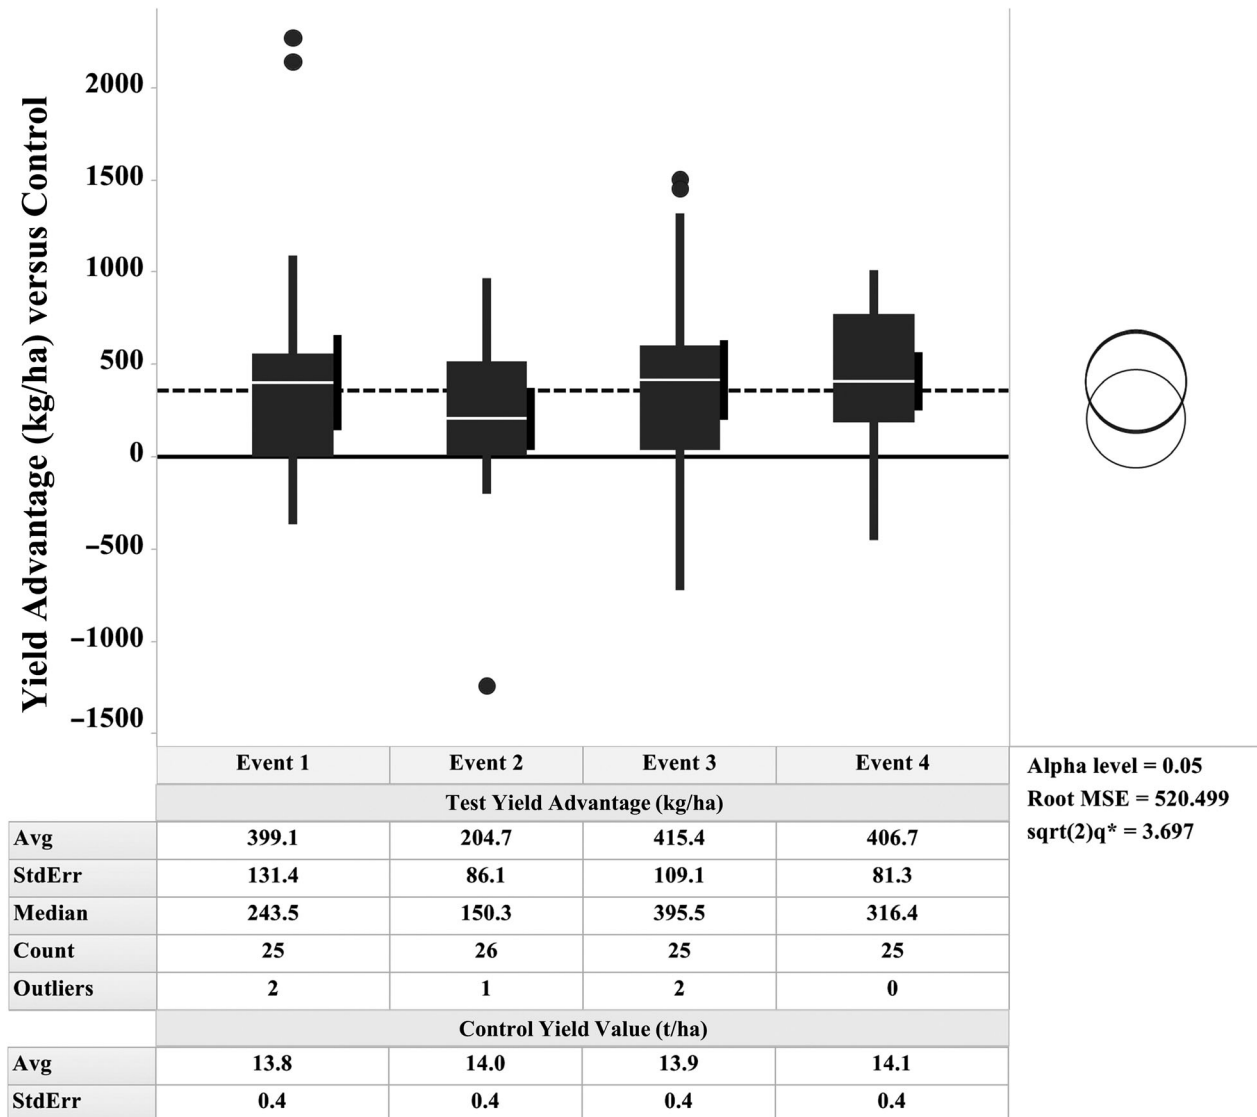 Yield Advantage (kg/ha) versus Control
2000
1500
1000
500
0
−500
−1000
−1500
Event 1 Event 2 Event 3 Event 4
Test Yield Advantage (kg/ha)
Avg 399.1 204.7 415.4 406.7
StdErr 131.4 86.1 109.1 81.3
Median 243.5 150.3 395.5 316.4
Count 25 26 25 25
Outliers 2 1 2 0
Control Yield Value (t/ha)
Avg 13.8 14.0 13.9 14.1
StdErr 0.4 0.4 0.4 0.4
Alpha level = 0.05
Root MSE = 520.499
sqrt(2)q* = 3.697